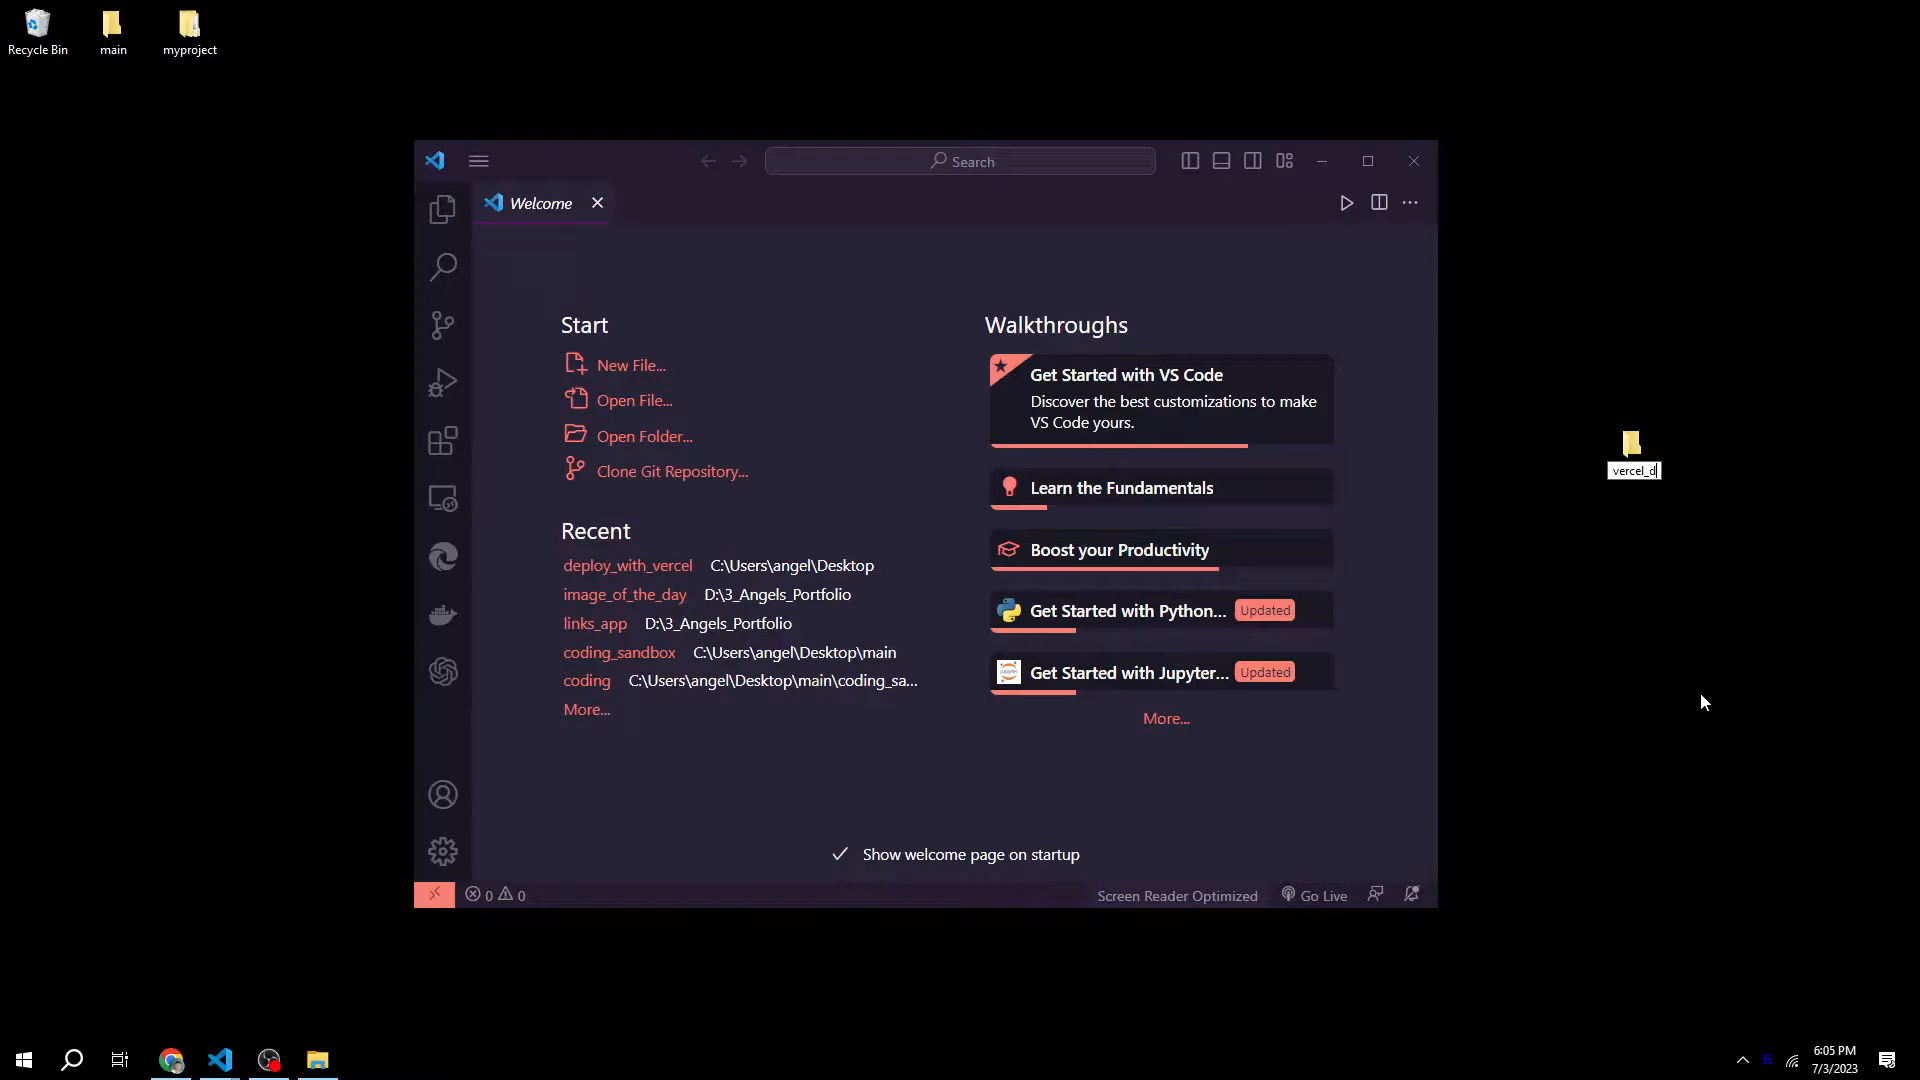 Recycle Bin
main
myproject
Search
Welcome
Start
New File...
Open File...
Open Folder...
Clone Git Repository...
Recent
deploy_with_vercel C:\Users\angel\Desktop
image_of_the_day D:\3_Angels_Portfolio
links_app D:\3_Angels_Portfolio
coding_sandbox C:\Users\angel\Desktop\main
coding C:\Users\angel\Desktop\main\coding_sa...
More...
Walkthroughs
Get Started with VS Code
Discover the best customizations to make
VS Code yours.
Learn the Fundamentals
Boost your Productivity
Get Started with Python... Updated
Get Started with Jupyter... Updated
More...
Show welcome page on startup
0 0
Screen Reader Optimized Go Live
vercel_d
6:05 PM
7/3/2023